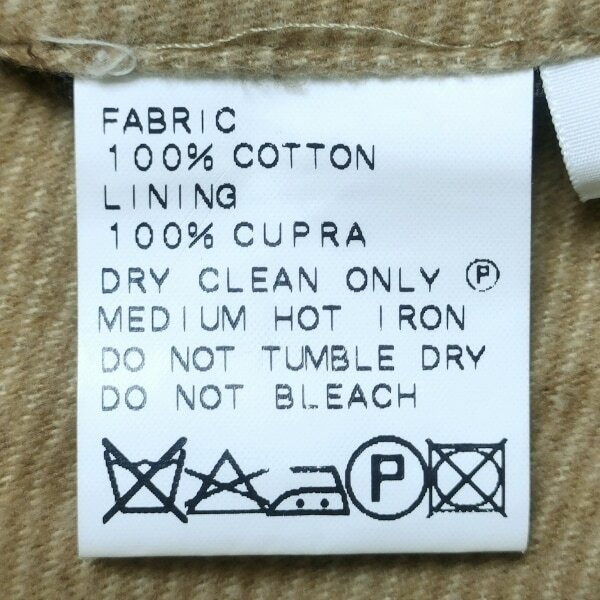 FABRIC
100% COTTON
LINING
100% CUPRA
DRY CLEAN ONLY Ⓟ
MEDIUM HOT IRON
DO NOT TUMBLE DRY
DO NOT BLEACH
P